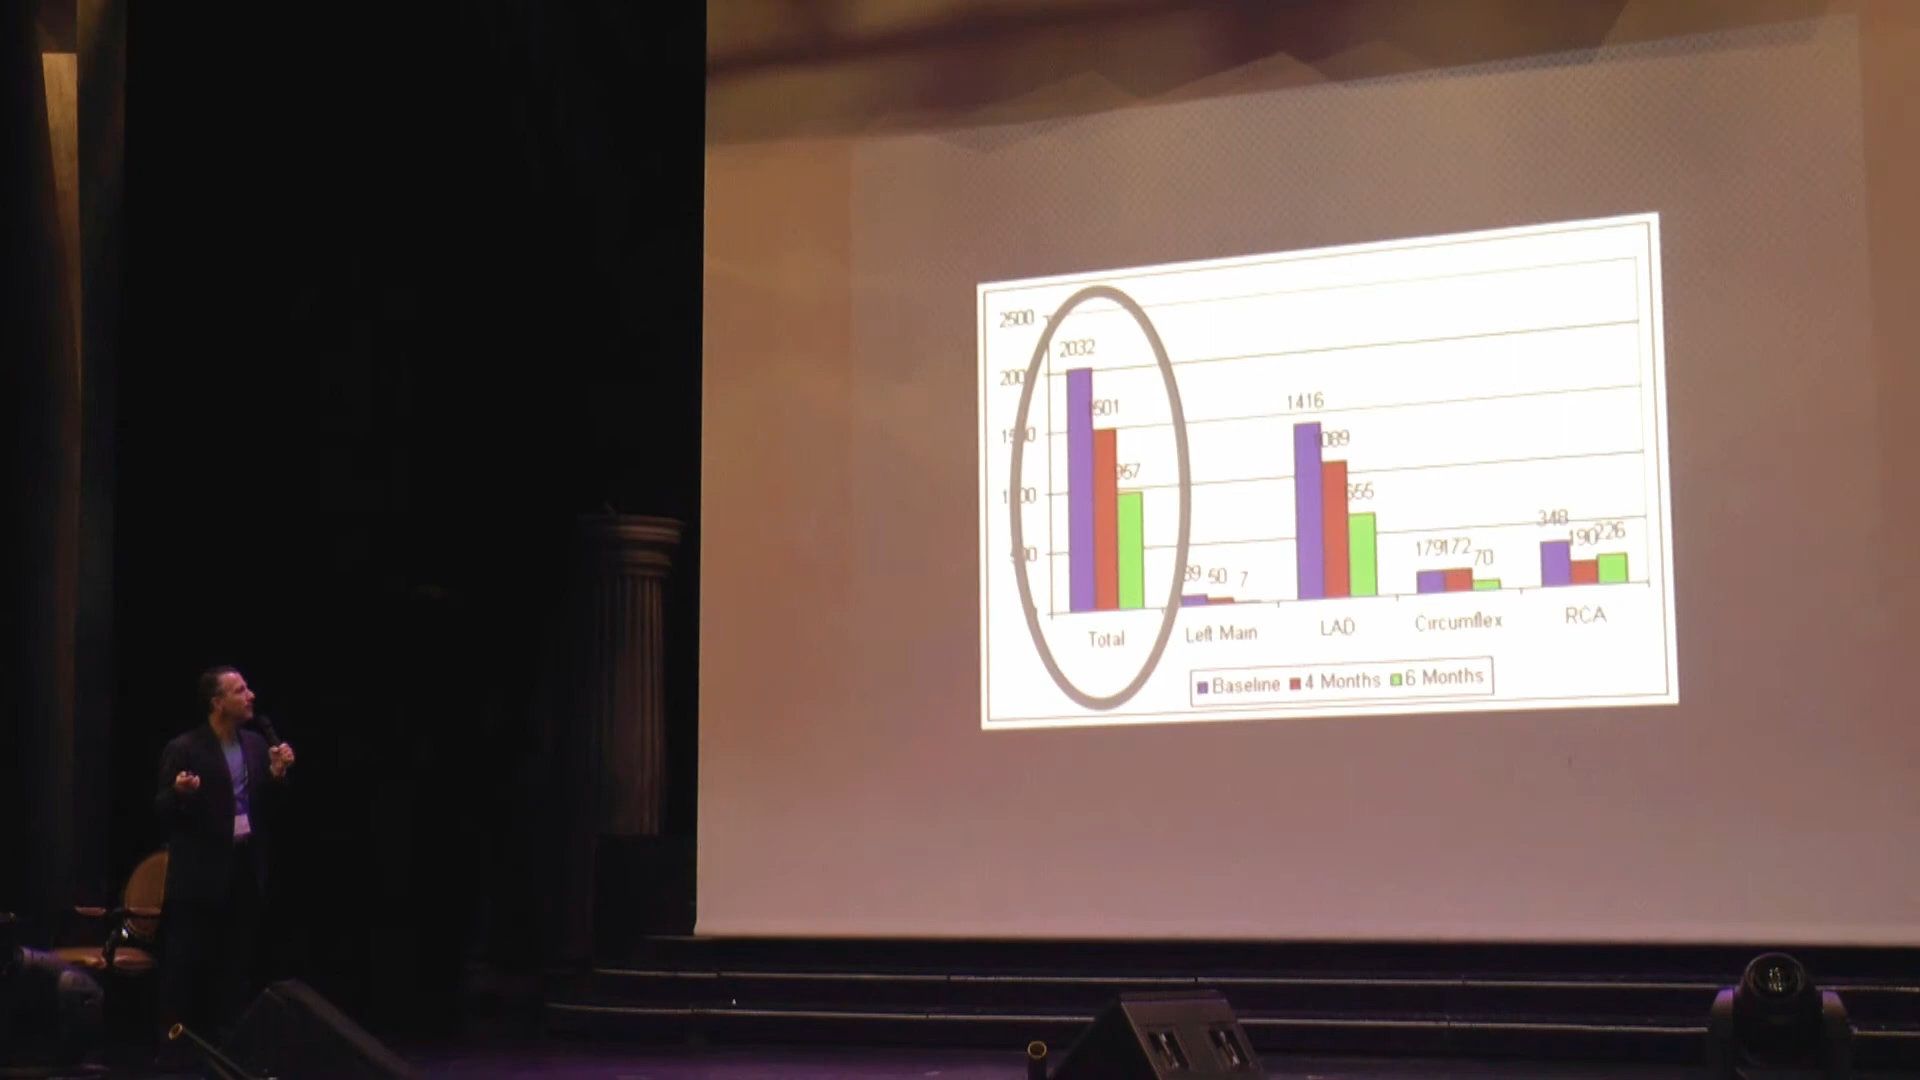 2500
2032
1501
957
89 50 7
1416
1089
655
179 172 70
348 190 226
Total Left Main LAD Circumflex RCA
Baseline 4 Months 6 Months